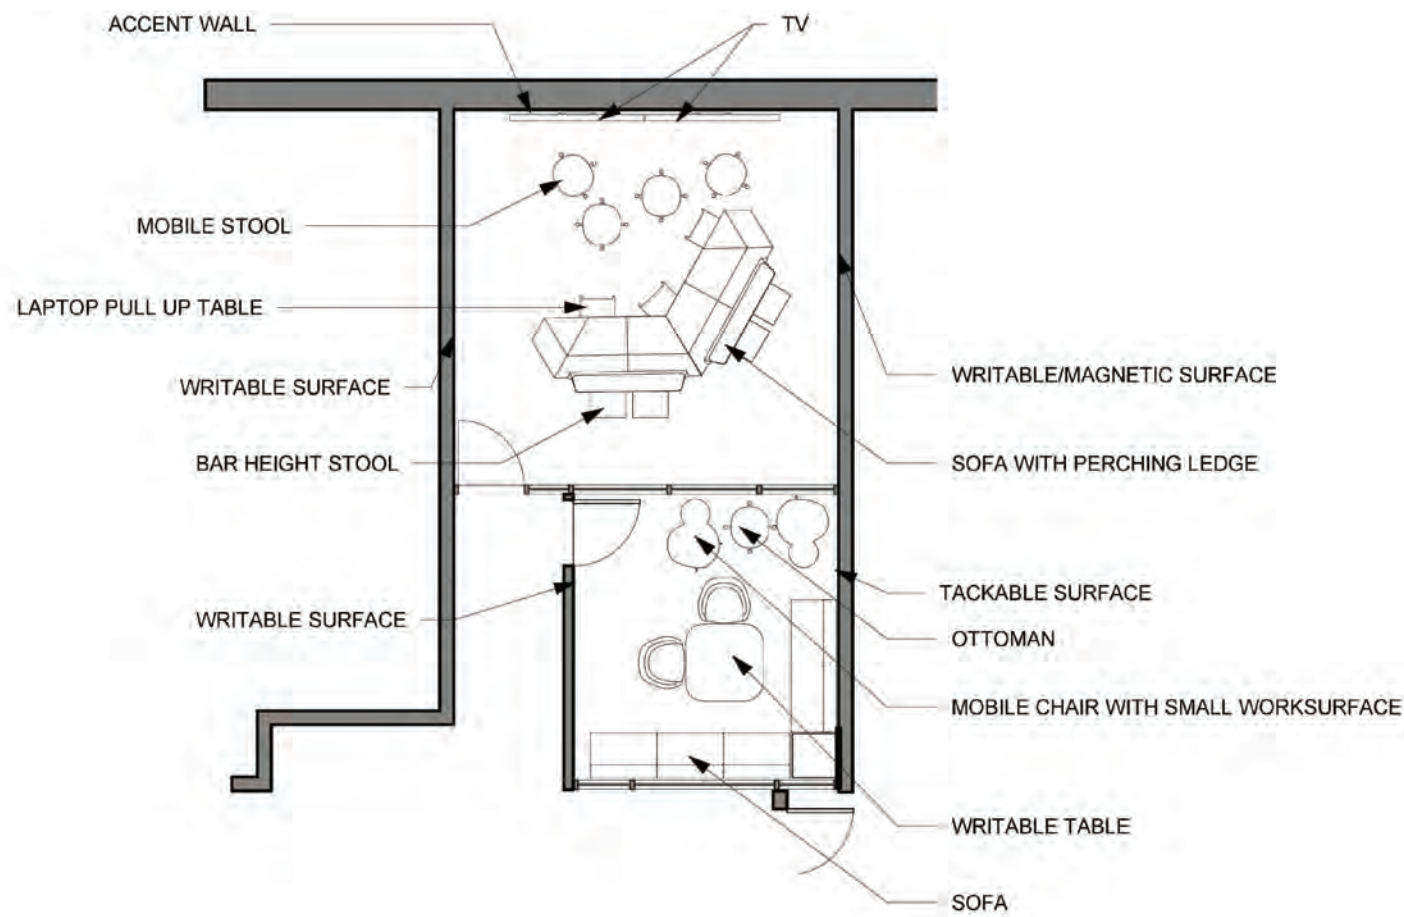 ACCENT WALL
TV
MOBILE STOOL
LAPTOP PULL UP TABLE
WRITABLE SURFACE
WRITABLE/MAGNETIC SURFACE
BAR HEIGHT STOOL
SOFA WITH PERCHING LEDGE
TACKABLE SURFACE
WRITABLE SURFACE
OTTOMAN
MOBILE CHAIR WITH SMALL WORKSURFACE
WRITABLE TABLE
SOFA